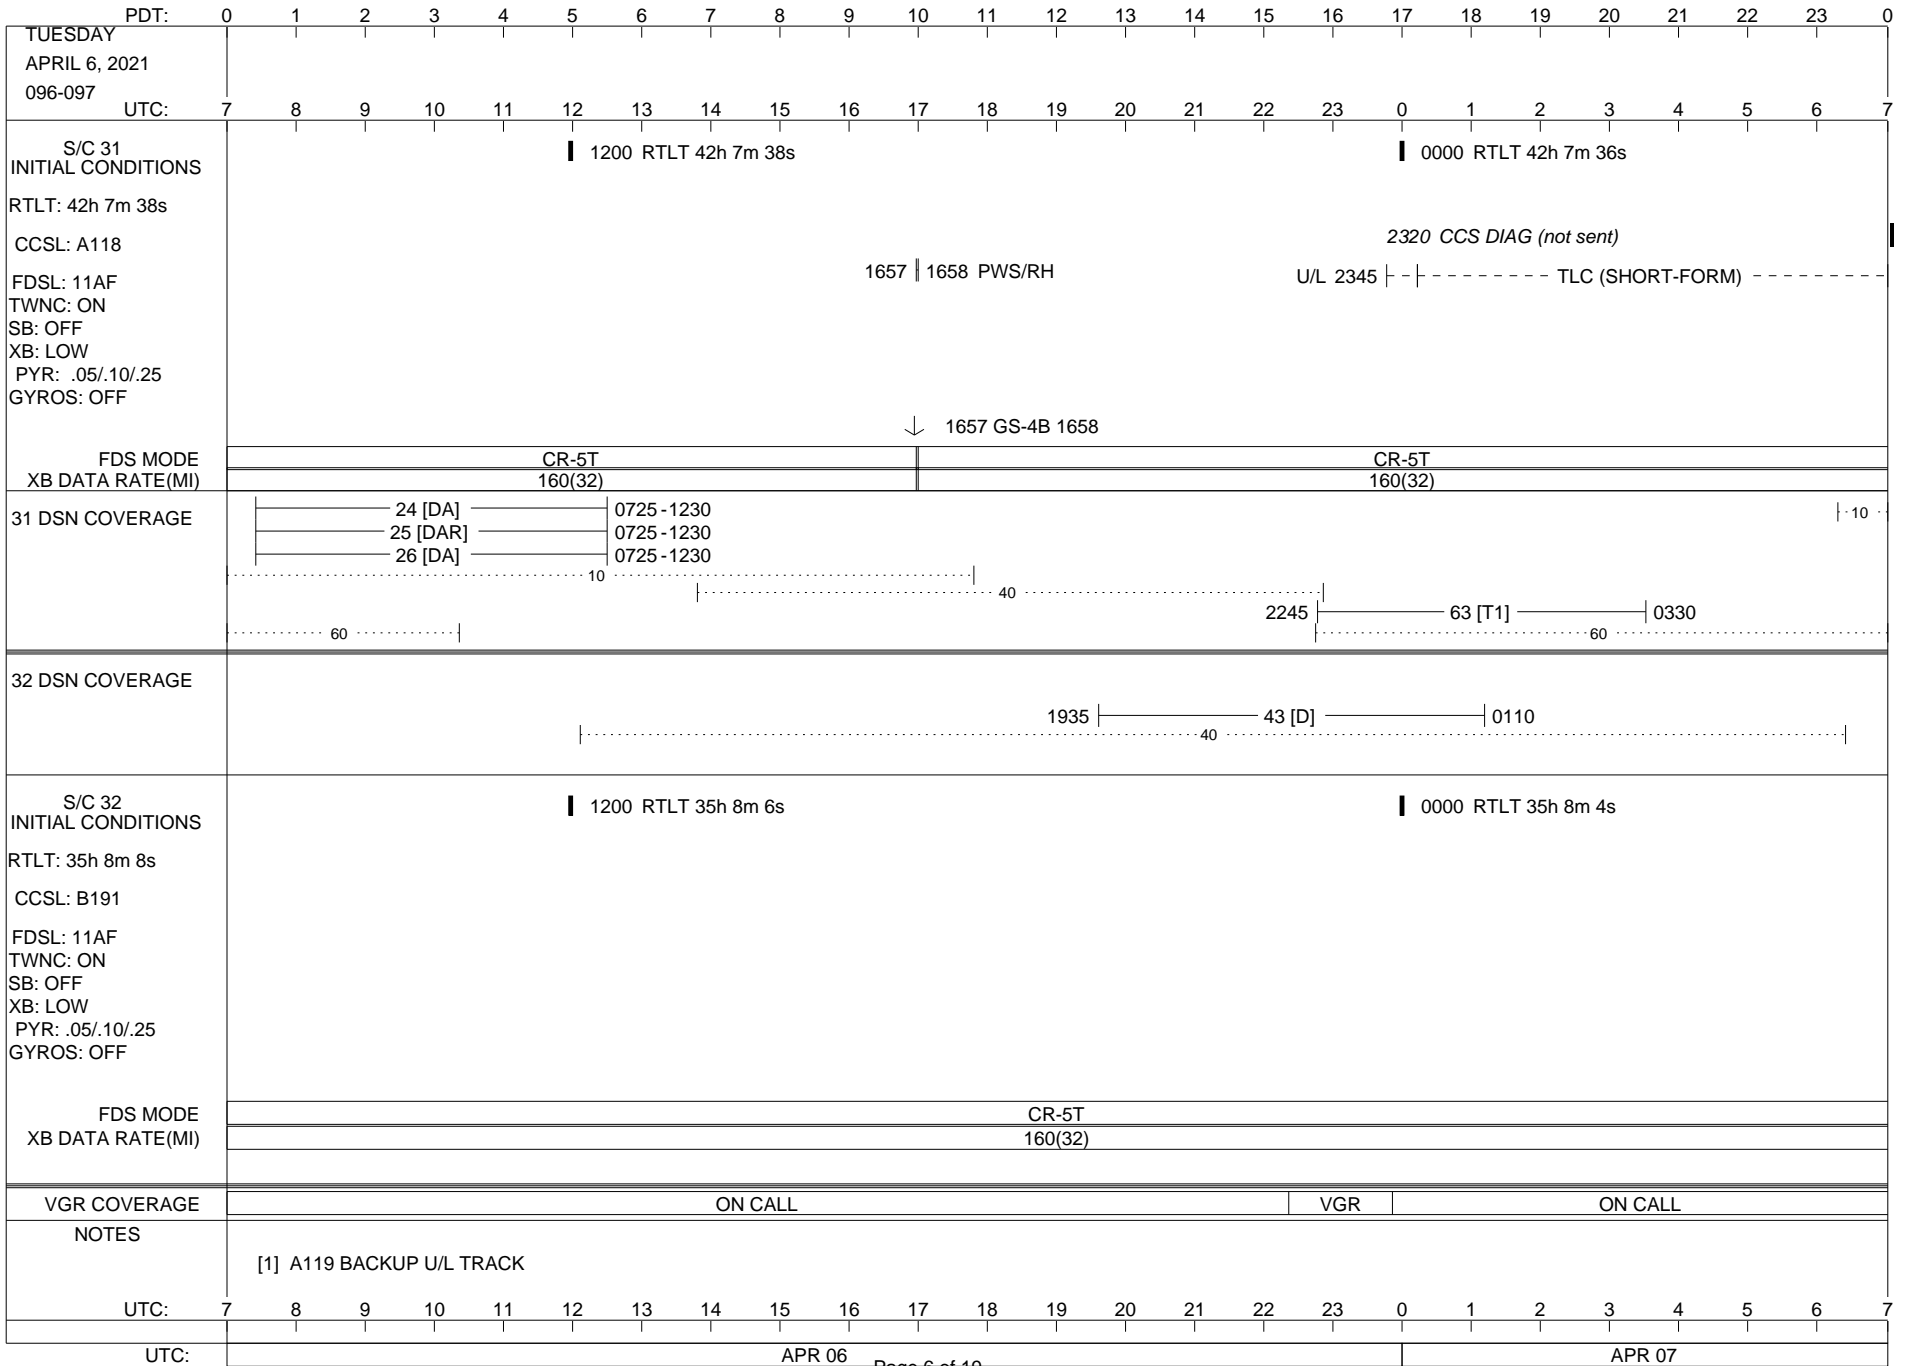 PDT: 0 1 2 3 4 5 6 7 8 9 10 11 12 13 14 15 16 17 18 19 20 21 22 23 0
TUESDAY
APRIL 6, 2021
096-097
UTC: 7 8 9 10 11 12 13 14 15 16 17 18 19 20 21 22 23 0 1 2 3 4 5 6 7
S/C 31
INITIAL CONDITIONS
1200 RTLT 42h 7m 38s
0000 RTLT 42h 7m 36s
RTLT: 42h 7m 38s
CCSL: A118
2320 CCS DIAG (not sent)
1657 1658 PWS/RH
U/L 2345 TLC (SHORT-FORM)
FDSL: 11AF
TWNC: ON
SB: OFF
XB: LOW
PYR: .05/.10/.25
GYROS: OFF
1657 GS-4B 1658
FDS MODE CR-5T CR-5T
XB DATA RATE(MI) 160(32) 160(32)
31 DSN COVERAGE
24 [DA] 0725-1230
10
25 [DAR] 0725-1230
26 [DA] 0725-1230
10
40
2245 63 [T1] 0330
60 60
32 DSN COVERAGE
1935 43 [D] 0110
40
S/C 32
INITIAL CONDITIONS
1200 RTLT 35h 8m 6s
0000 RTLT 35h 8m 4s
RTLT: 35h 8m 8s
CCSL: B191
FDSL: 11AF
TWNC: ON
SB: OFF
XB: LOW
PYR: .05/.10/.25
GYROS: OFF
FDS MODE CR-5T
XB DATA RATE(MI) 160(32)
VGR COVERAGE ON CALL VGR ON CALL
NOTES
[1] A119 BACKUP U/L TRACK
UTC: 7 8 9 10 11 12 13 14 15 16 17 18 19 20 21 22 23 0 1 2 3 4 5 6 7
UTC: APR 06 APR 07
Page 6 of 19